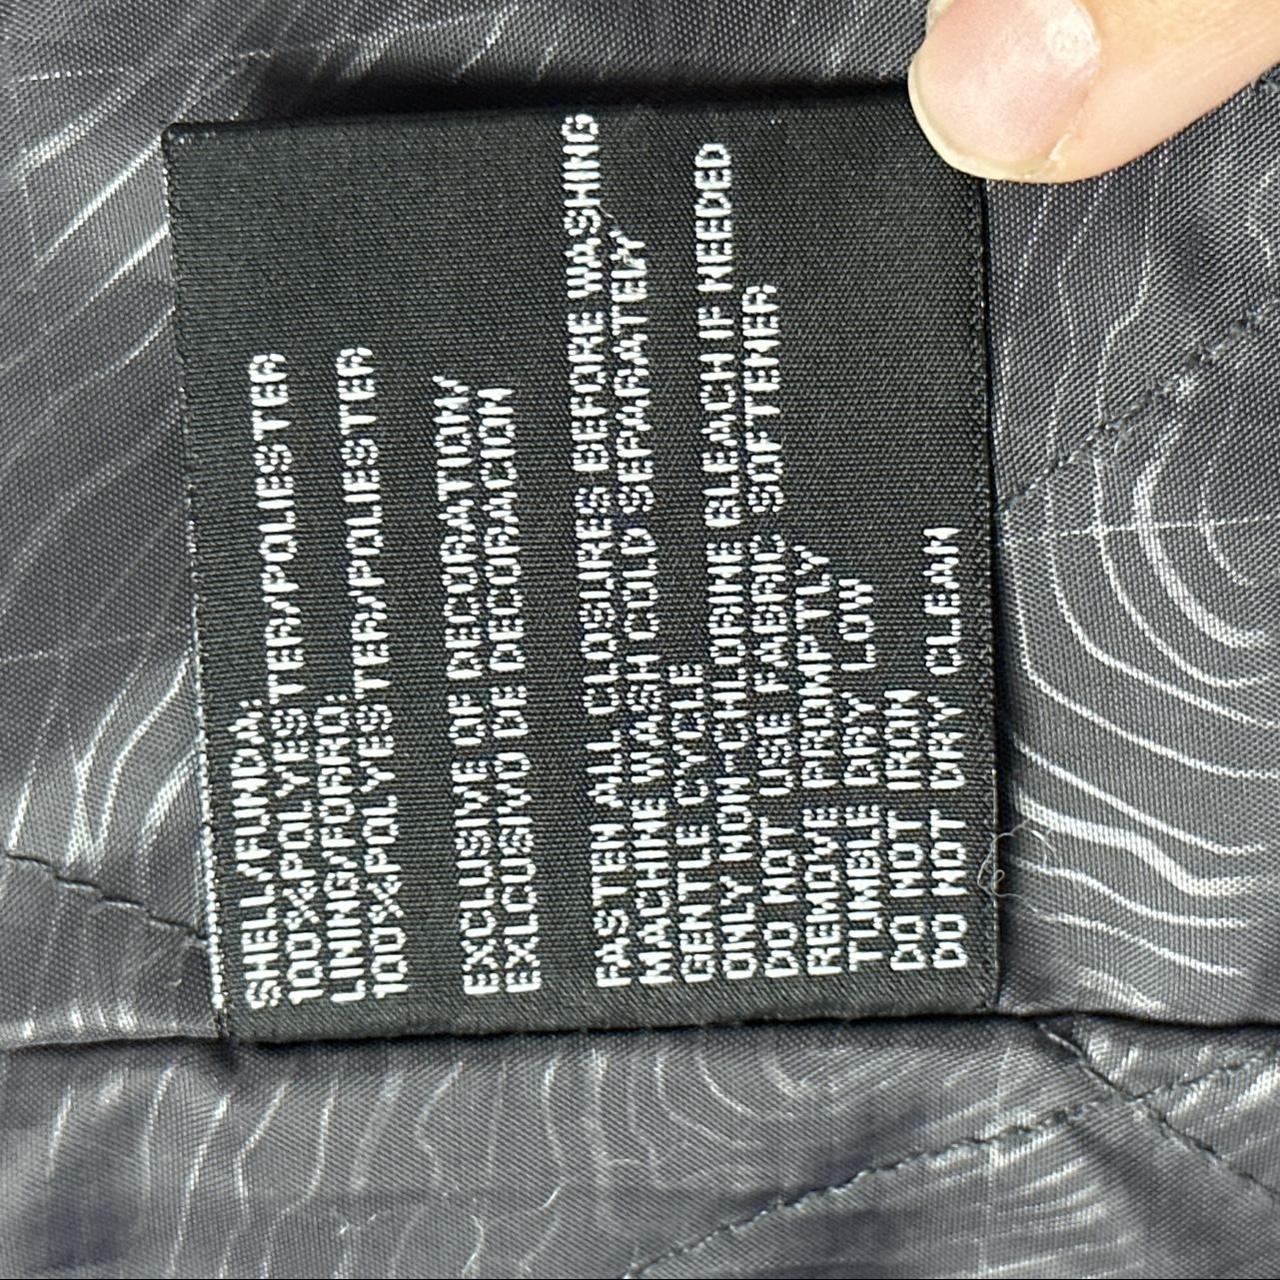 SHELL/FUNDA:
100%POLYESTER/POLIESTER
LINING/FORRO:
100%POLYESTER/POLIESTER
EXCLUSIVE OF DECORATION/
EXLCUSIVO DE DECORACION
FASTEN ALL CLOSURES BEFORE WASHING
MACHINE WASH COLD SEPARATELY
GENTLE CYCLE
ONLY NON-CHLORINE BLEACH IF NEEDED
DO NOT USE FABRIC SOFTENER
REMOVE PROMPTLY
TUMBLE DRY LOW
DO NOT IRON
DO NOT DRY CLEAN